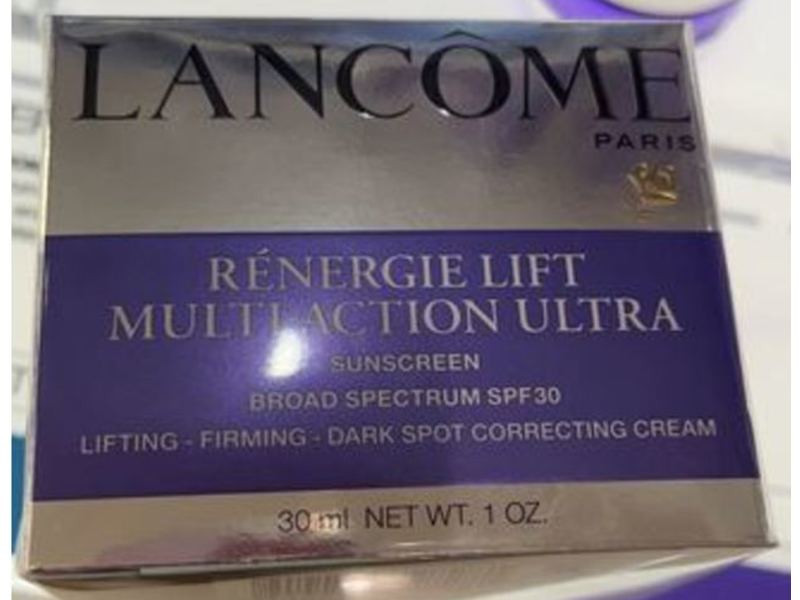 LANCÔME
PARIS
RÉNERGIE LIFT
MULTI-ACTION ULTRA
SUNSCREEN
BROAD SPECTRUM SPF30
LIFTING - FIRMING - DARK SPOT CORRECTING CREAM
30 ml NET WT. 1 OZ.